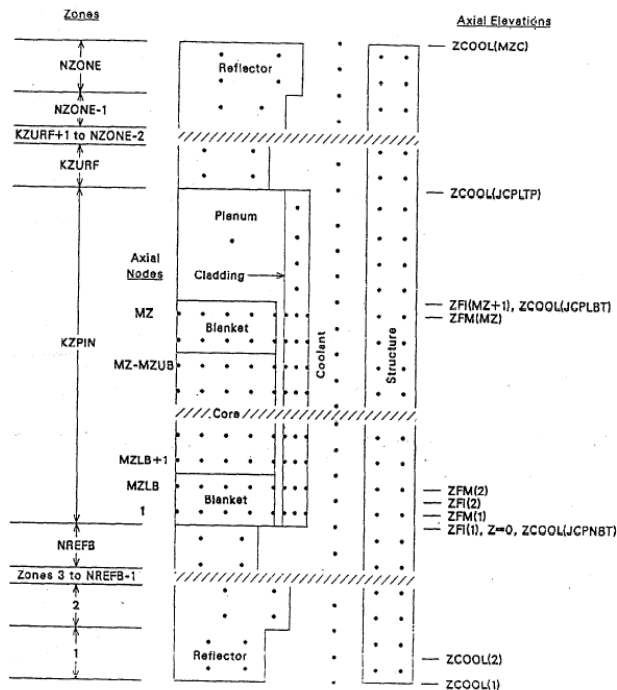 Zones
Axial Elevations
ZCOOL(MZC)
NZONE
Reflector
NZONE-1
KZURF+1 to NZONE-2
KZURF
ZCOOL(JCPLTP)
Plenum
Axial
Nodes
Cladding
ZFI(MZ+1), ZCOOL(JCPLBT)
MZ
ZFM(MZ)
Blanket
KZPIN
Coolant
Structure
MZ-MZUB
Core
MZLB+1
MZLB
ZFM(2)
Blanket
ZFI(2)
1
ZFM(1)
ZFI(1), Z=0, ZCOOL(JCPNBT)
NREFB
Zones 3 to NREFB-1
2
1
Reflector
ZCOOL(2)
ZCOOL(1)